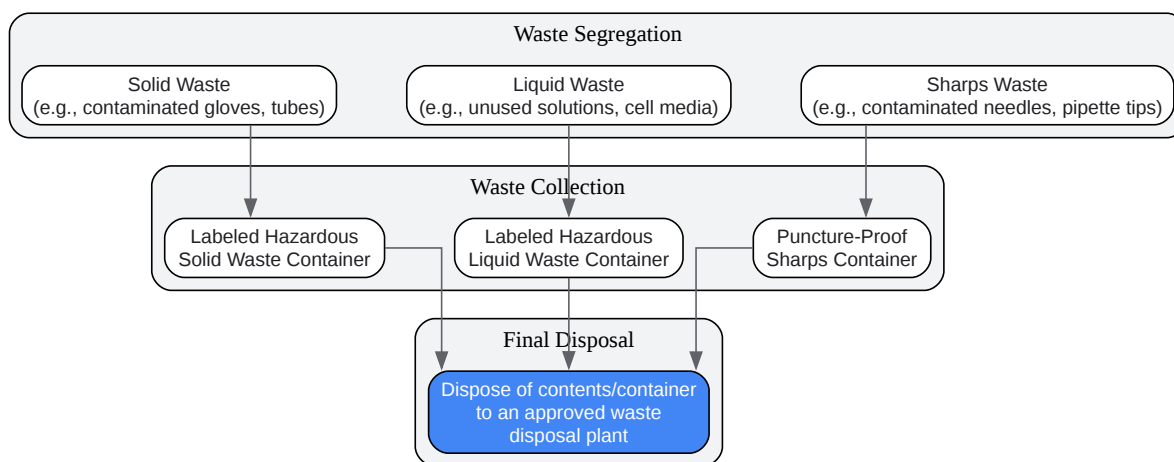 Waste Segregation
Solid Waste
(e.g., contaminated gloves, tubes)
Liquid Waste
(e.g., unused solutions, cell media)
Sharps Waste
(e.g., contaminated needles, pipette tips)
Waste Collection
Labeled Hazardous
Solid Waste Container
Labeled Hazardous
Liquid Waste Container
Puncture-Proof
Sharps Container
Final Disposal
Dispose of contents/container
to an approved waste
disposal plant